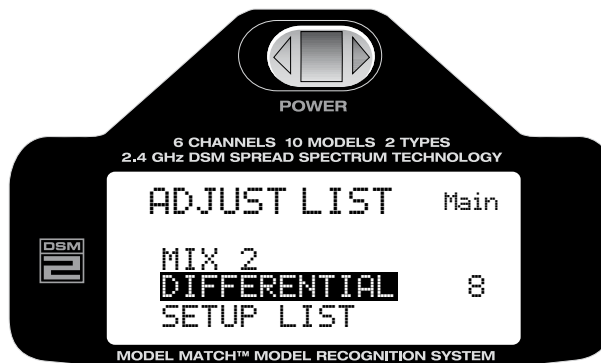 POWER
6 CHANNELS 10 MODELS 2 TYPES
2.4 GHz DSM SPREAD SPECTRUM TECHNOLOGY
ADJUST LIST Main
MIX 2
DIFFERENTIAL 8
SETUP LIST
DSM
2
MODEL MATCH™ MODEL RECOGNITION SYSTEM